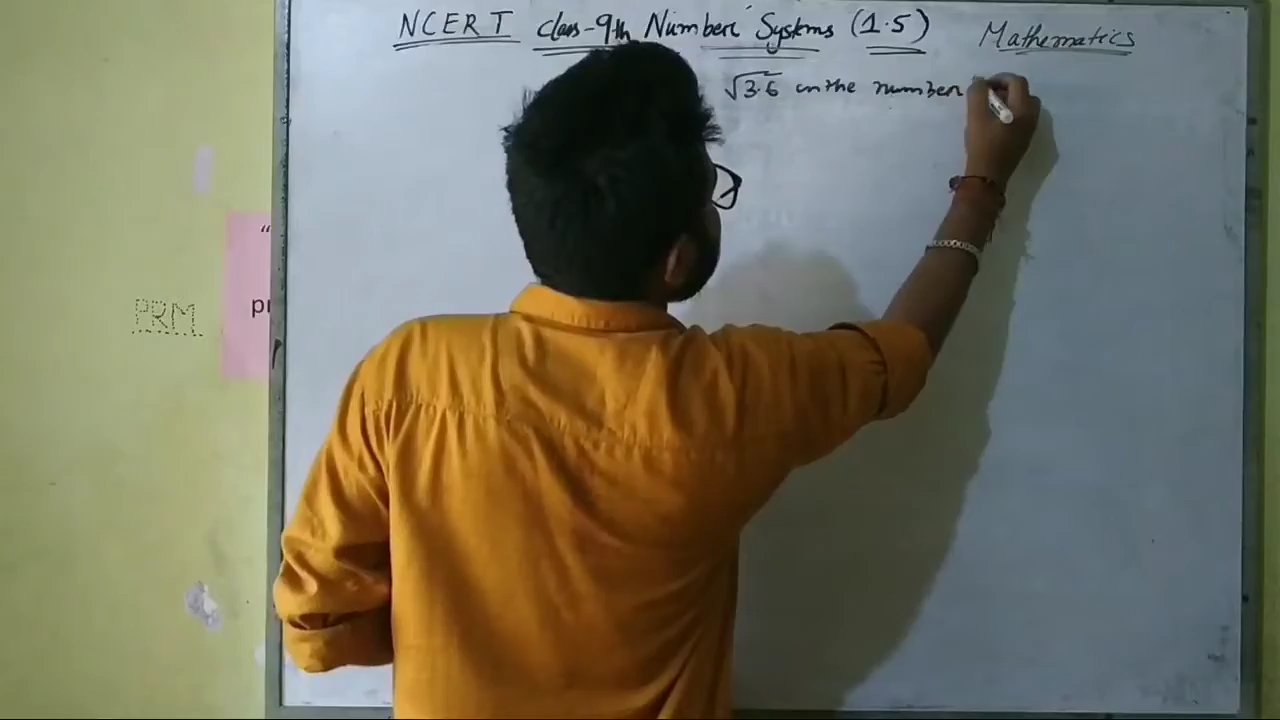 NCERT Class-9th Number Systems (1.5) Mathematics
√3.6 on the number
“
PRM
pr